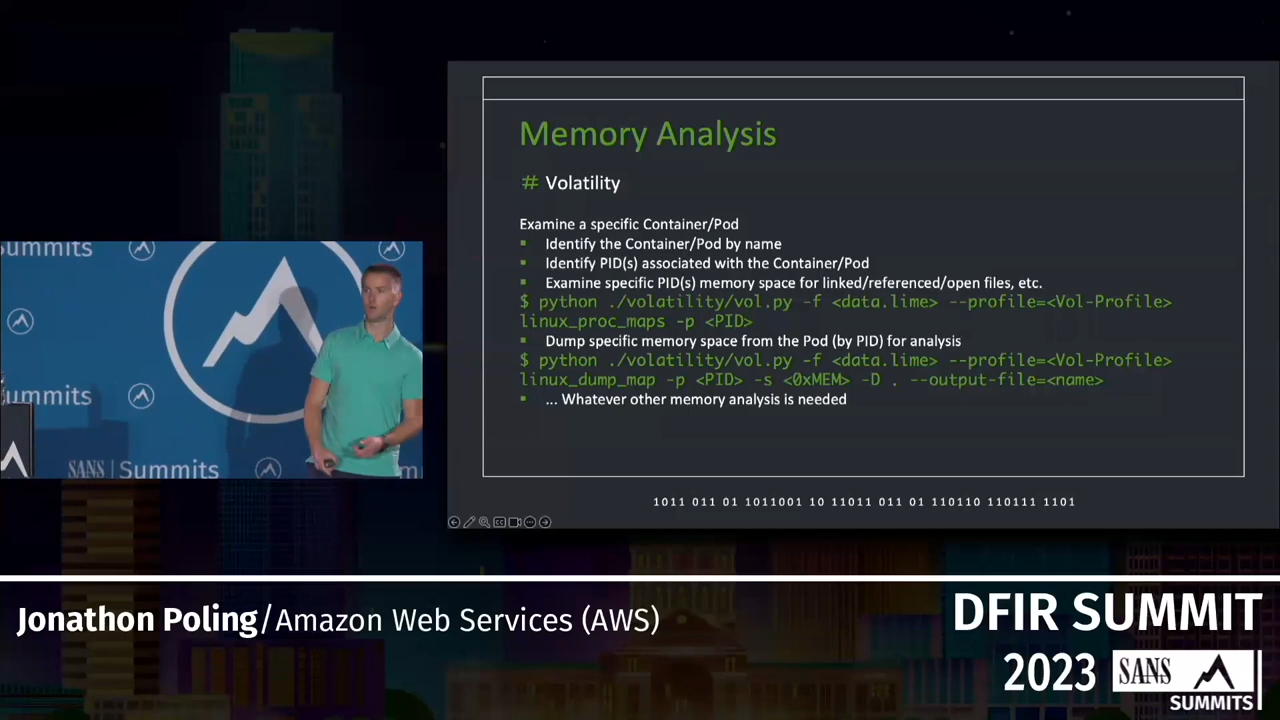 Memory Analysis
# Volatility
Examine a specific Container/Pod
▪ Identify the Container/Pod by name
▪ Identify PID(s) associated with the Container/Pod
▪ Examine specific PID(s) memory space for linked/referenced/open files, etc.
$ python ./volatility/vol.py -f <data.lime> --profile=<Vol-Profile>
linux_proc_maps -p <PID>
▪ Dump specific memory space from the Pod (by PID) for analysis
$ python ./volatility/vol.py -f <data.lime> --profile=<Vol-Profile>
linux_dump_map -p <PID> -s <0xMEM> -D . --output-file=<name>
▪ ... Whatever other memory analysis is needed
1011 011 01 1011001 10 11011 011 01 110110 110111 1101
ummits
ummits
SANS | Summits
m
Jonathon Poling/Amazon Web Services (AWS)
DFIR SUMMIT
2023 SANS
SUMMITS